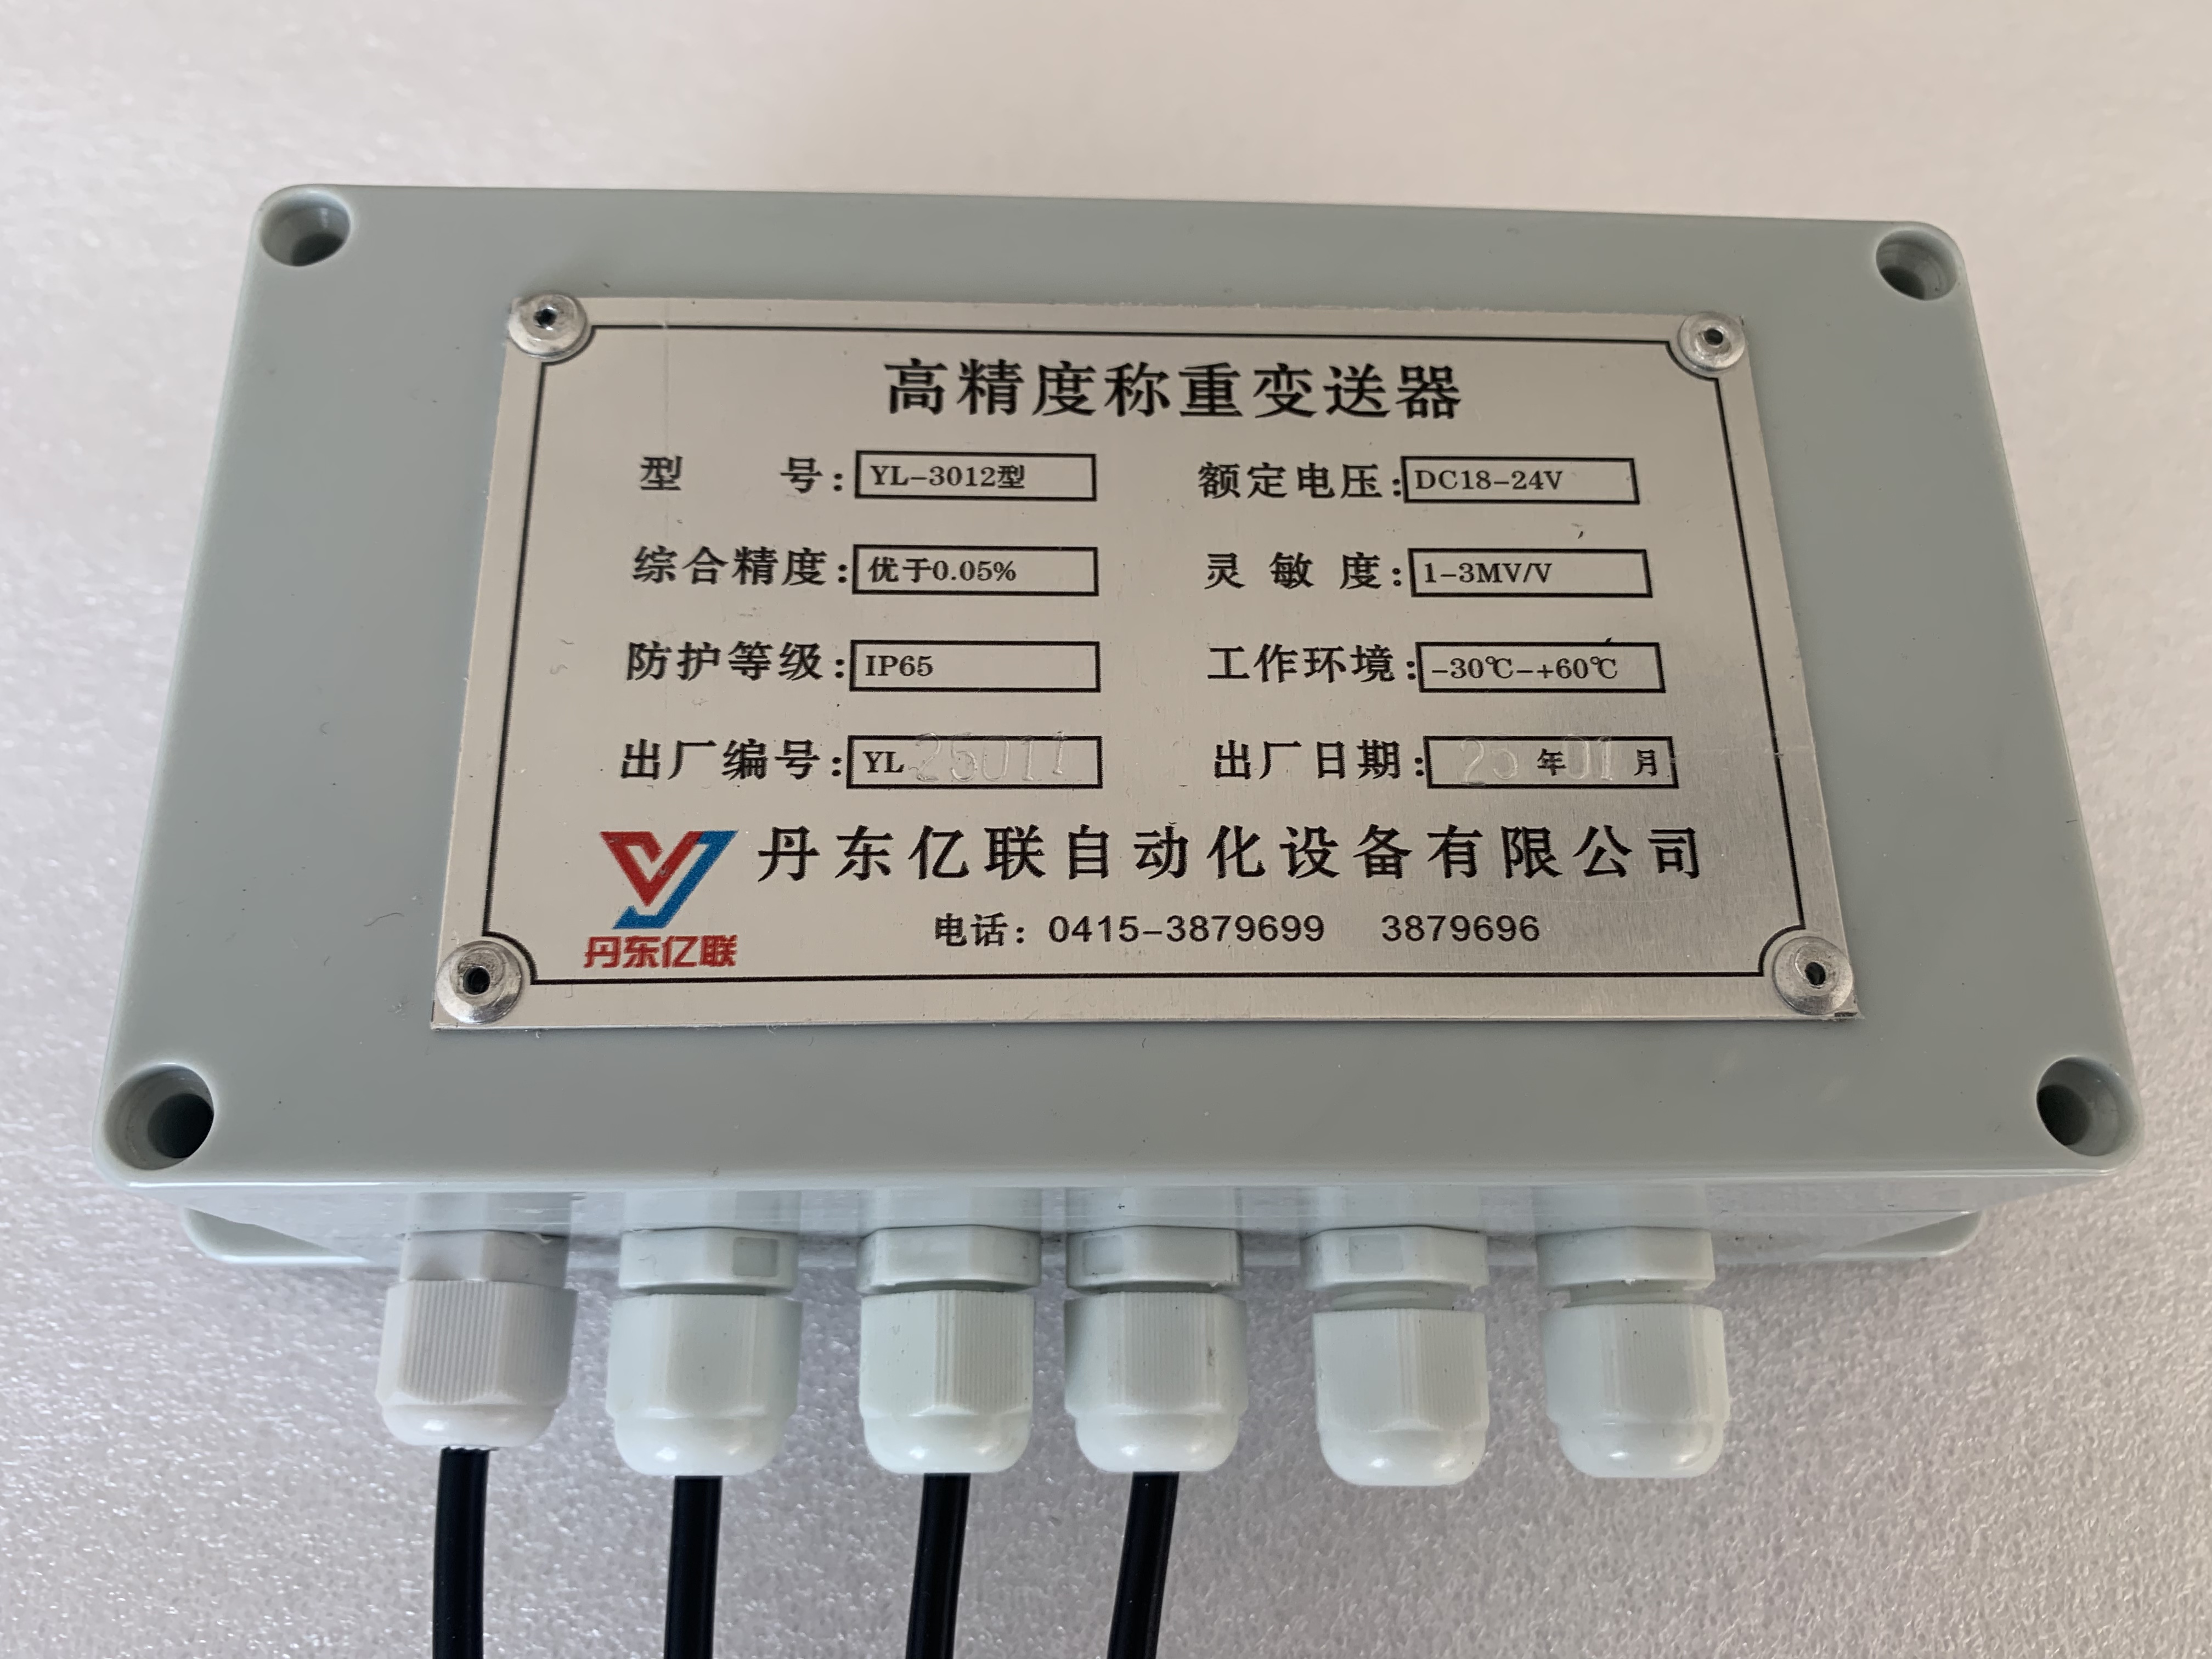 高精度称重变送器
型 号: YL-3012型 额定电压: DC18-24V
综合精度: 优于0.05% 灵敏度: 1-3MV/V
防护等级: IP65 工作环境: -30℃-+60℃
出厂编号: YL 25011 出厂日期: 25 年 01 月
丹东亿联自动化设备有限公司
丹东亿联
电话: 0415-3879699 3879696